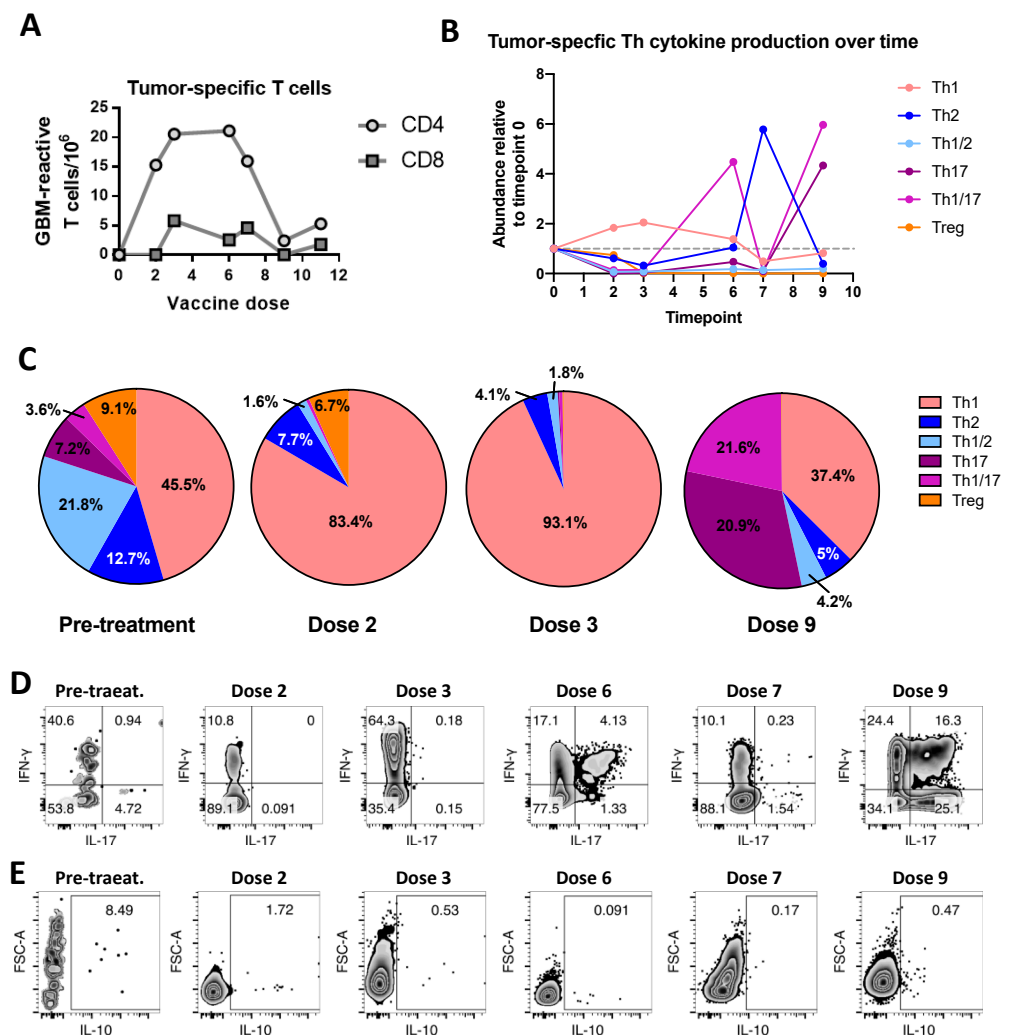 A
Tumor-specific T cells
GBM-reactive
T cells/10⁶
25
20
15
10
5
0
0 2 4 6 8 10 12
Vaccine dose
CD4
CD8
B
Tumor-specfic Th cytokine production over time
Abundance relative
to timepoint 0
8
6
4
2
0
0 1 2 3 4 5 6 7 8 9 10
Timepoint
Th1
Th2
Th1/2
Th17
Th1/17
Treg
C
3.6%
9.1%
7.2%
45.5%
21.8%
12.7%
Pre-treatment
1.6%
6.7%
7.7%
83.4%
Dose 2
4.1%
1.8%
93.1%
Dose 3
21.6%
37.4%
20.9%
5%
4.2%
Dose 9
Th1
Th2
Th1/2
Th17
Th1/17
Treg
D
Pre-traeat. Dose 2 Dose 3 Dose 6 Dose 7 Dose 9
40.6 0.94 10.8 0 64.3 0.18 17.1 4.13 10.1 0.23 24.4 16.3
IFN-γ IFN-γ IFN-γ IFN-γ IFN-γ IFN-γ
53.8 4.72 89.1 0.091 35.4 0.15 77.5 1.33 88.1 1.54 34.1 25.1
IL-17 IL-17 IL-17 IL-17 IL-17 IL-17
E
Pre-traeat. Dose 2 Dose 3 Dose 6 Dose 7 Dose 9
8.49 1.72 0.53 0.091 0.17 0.47
FSC-A FSC-A FSC-A FSC-A FSC-A FSC-A
IL-10 IL-10 IL-10 IL-10 IL-10 IL-10